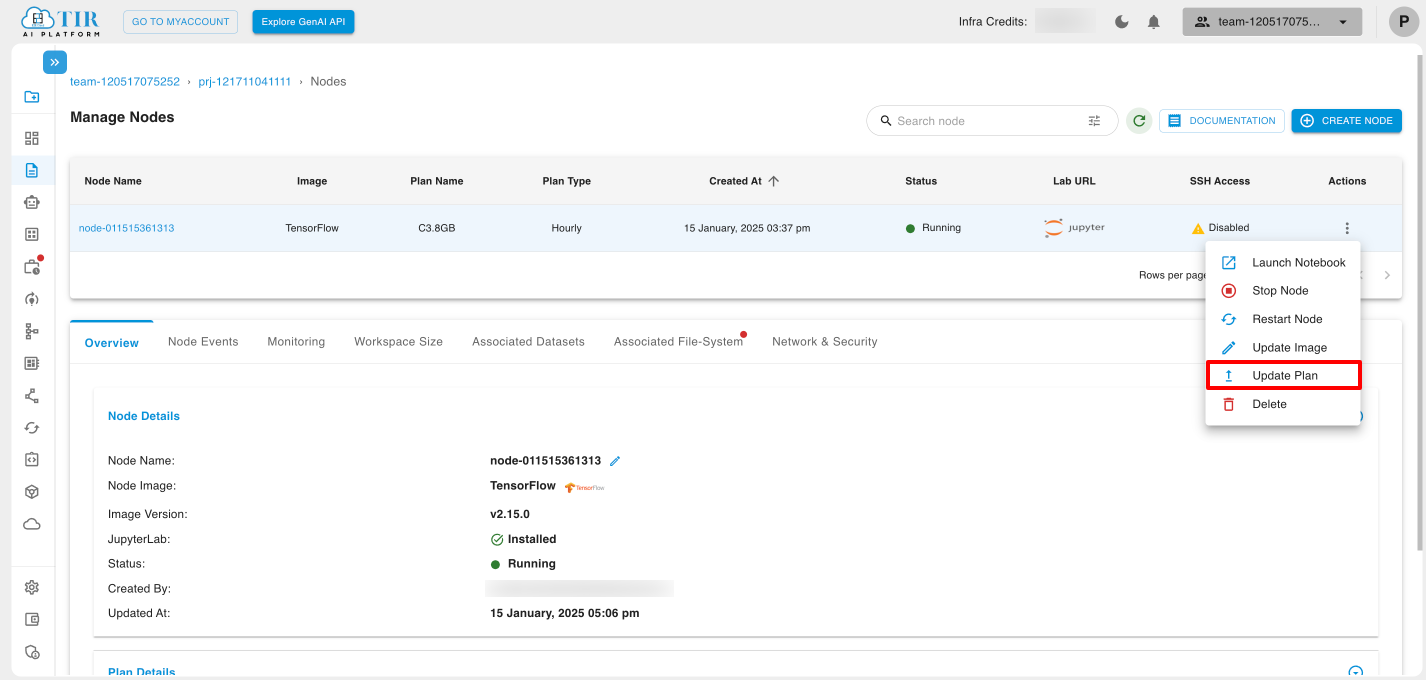 TIR
AI PLATFORM
GO TO MYACCOUNT
Explore GenAI API
Infra Credits:
team-120517075...
P
team-120517075252 › prj-121711041111 › Nodes
Manage Nodes
Search node
DOCUMENTATION
CREATE NODE
Node Name Image Plan Name Plan Type Created At Status Lab URL SSH Access Actions
node-011515361313 TensorFlow C3.8GB Hourly 15 January, 2025 03:37 pm Running jupyter Disabled
Rows per page
Launch Notebook
Stop Node
Restart Node
Update Image
Update Plan
Delete
Overview Node Events Monitoring Workspace Size Associated Datasets Associated File-System Network & Security
Node Details
Node Name: node-011515361313
Node Image: TensorFlow TensorFlow
Image Version: v2.15.0
JupyterLab: Installed
Status: Running
Created By:
Updated At: 15 January, 2025 05:06 pm
Plan Details